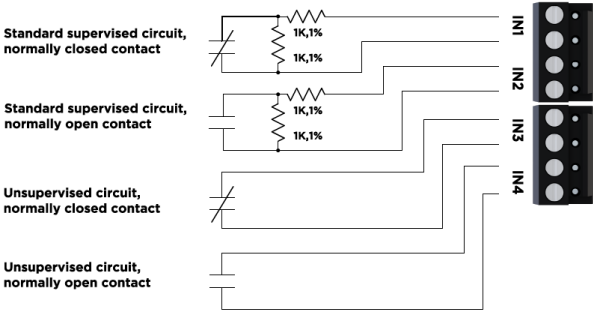 Standard supervised circuit,
normally closed contact
1K,1%
1K,1%
IN1
Standard supervised circuit,
normally open contact
1K,1%
1K,1%
IN2
Unsupervised circuit,
normally closed contact
IN3
Unsupervised circuit,
normally open contact
IN4